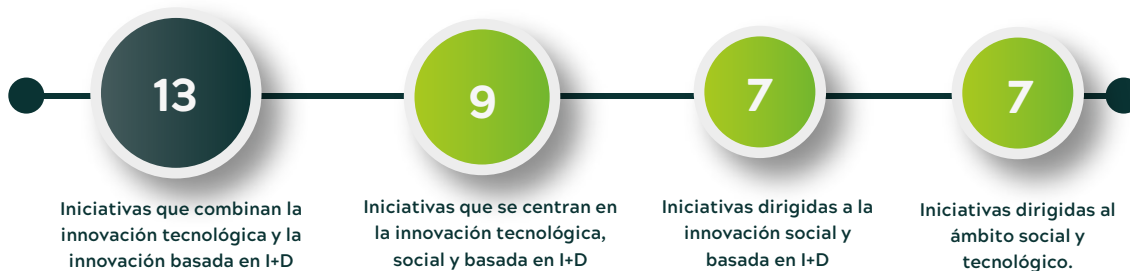 13
Iniciativas que combinan la
innovación tecnológica y la
innovación basada en I+D
9
Iniciativas que se centran en
la innovación tecnológica,
social y basada en I+D
7
Iniciativas dirigidas a la
innovación social y
basada en I+D
7
Iniciativas dirigidas al
ámbito social y
tecnológico.